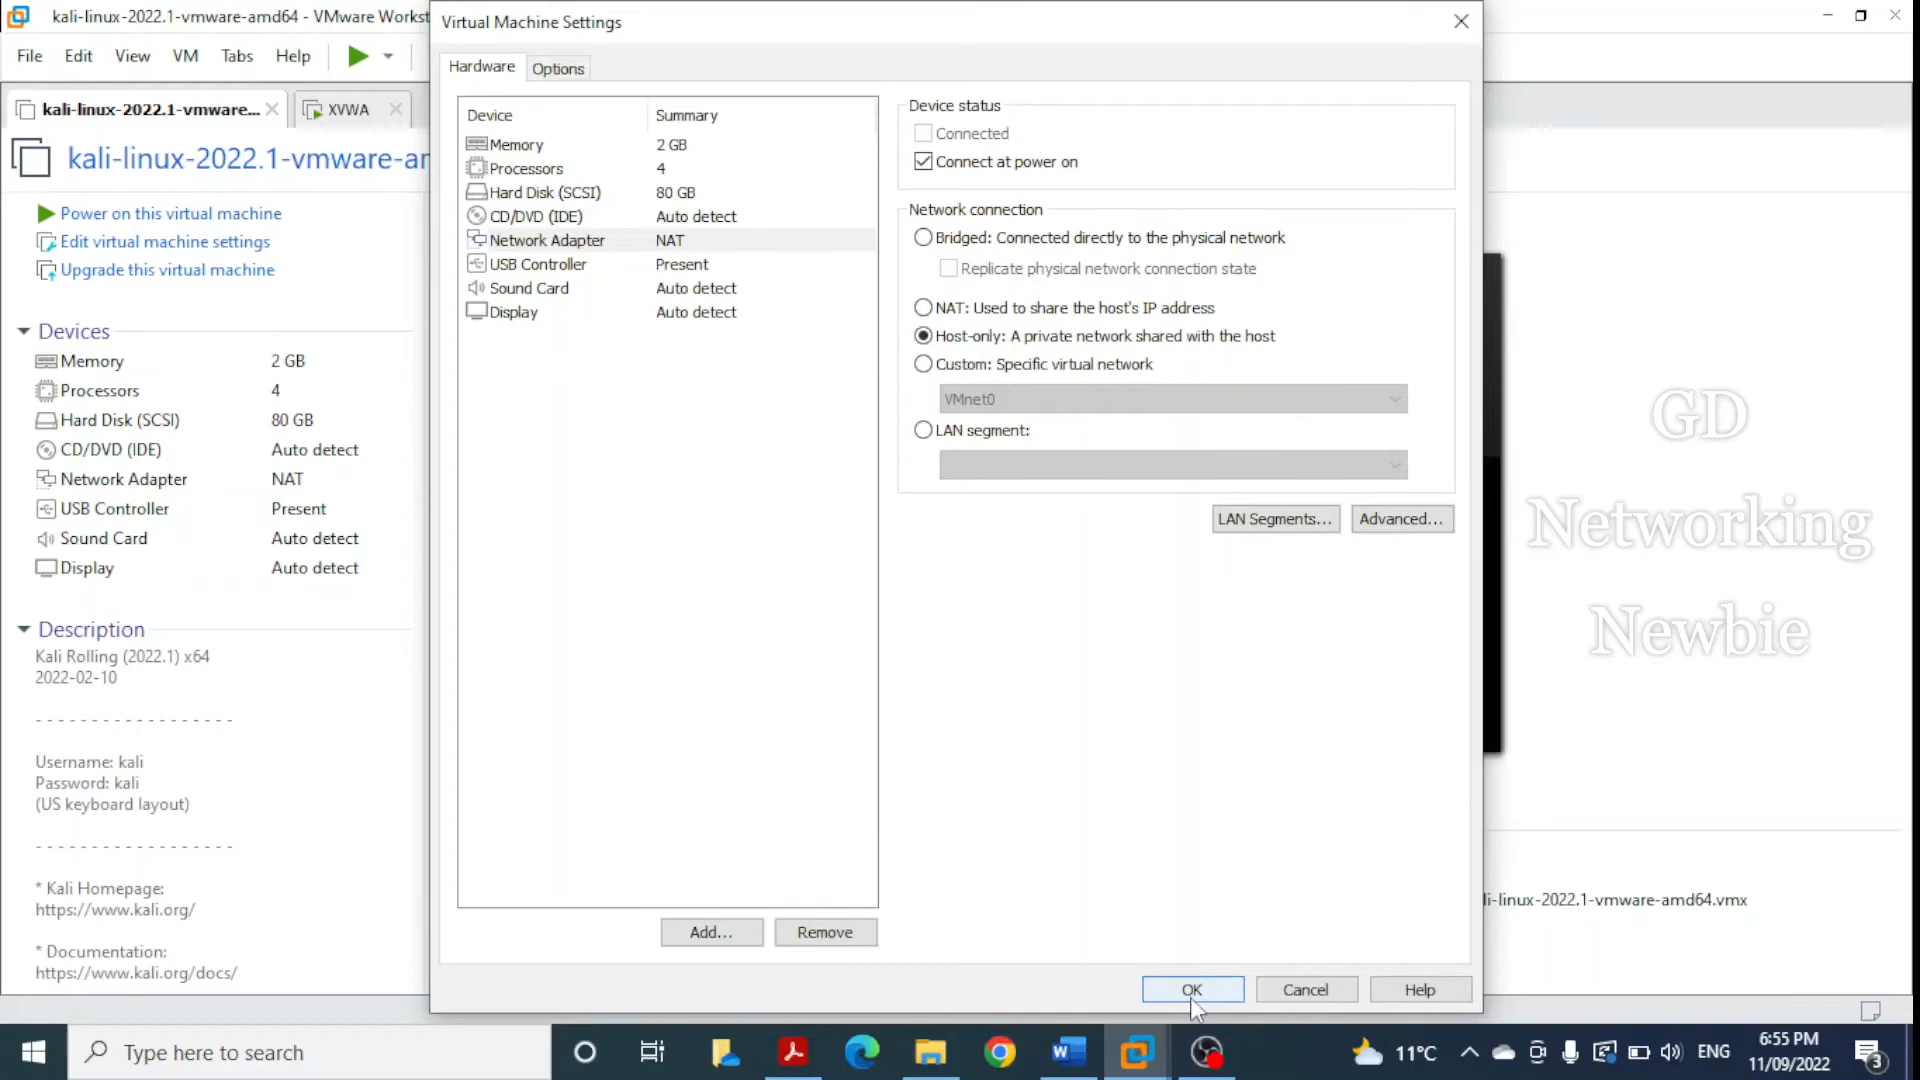 kali-linux-2022.1-vmware-amd64 - VMware Workst
File Edit View VM Tabs Help
kali-linux-2022.1-vmware...
XVWA
kali-linux-2022.1-vmware-ar
Power on this virtual machine
Edit virtual machine settings
Upgrade this virtual machine
Devices
Memory 2 GB
Processors 4
Hard Disk (SCSI) 80 GB
CD/DVD (IDE) Auto detect
Network Adapter NAT
USB Controller Present
Sound Card Auto detect
Display Auto detect
Description
Kali Rolling (2022.1) x64
2022-02-10
- - - - - - - - - - - - - - - - - -
Username: kali
Password: kali
(US keyboard layout)
- - - - - - - - - - - - - - - - - -
* Kali Homepage:
https://www.kali.org/
* Documentation:
https://www.kali.org/docs/
Virtual Machine Settings
Hardware Options
Device Summary
Memory 2 GB
Processors 4
Hard Disk (SCSI) 80 GB
CD/DVD (IDE) Auto detect
Network Adapter NAT
USB Controller Present
Sound Card Auto detect
Display Auto detect
Add... Remove
Device status
Connected
Connect at power on
Network connection
Bridged: Connected directly to the physical network
Replicate physical network connection state
NAT: Used to share the host's IP address
Host-only: A private network shared with the host
Custom: Specific virtual network
VMnet0
LAN segment:
LAN Segments... Advanced...
OK Cancel Help
GD
Networking
Newbie
li-linux-2022.1-vmware-amd64.vmx
Type here to search
11°C
ENG
6:55 PM
11/09/2022
3